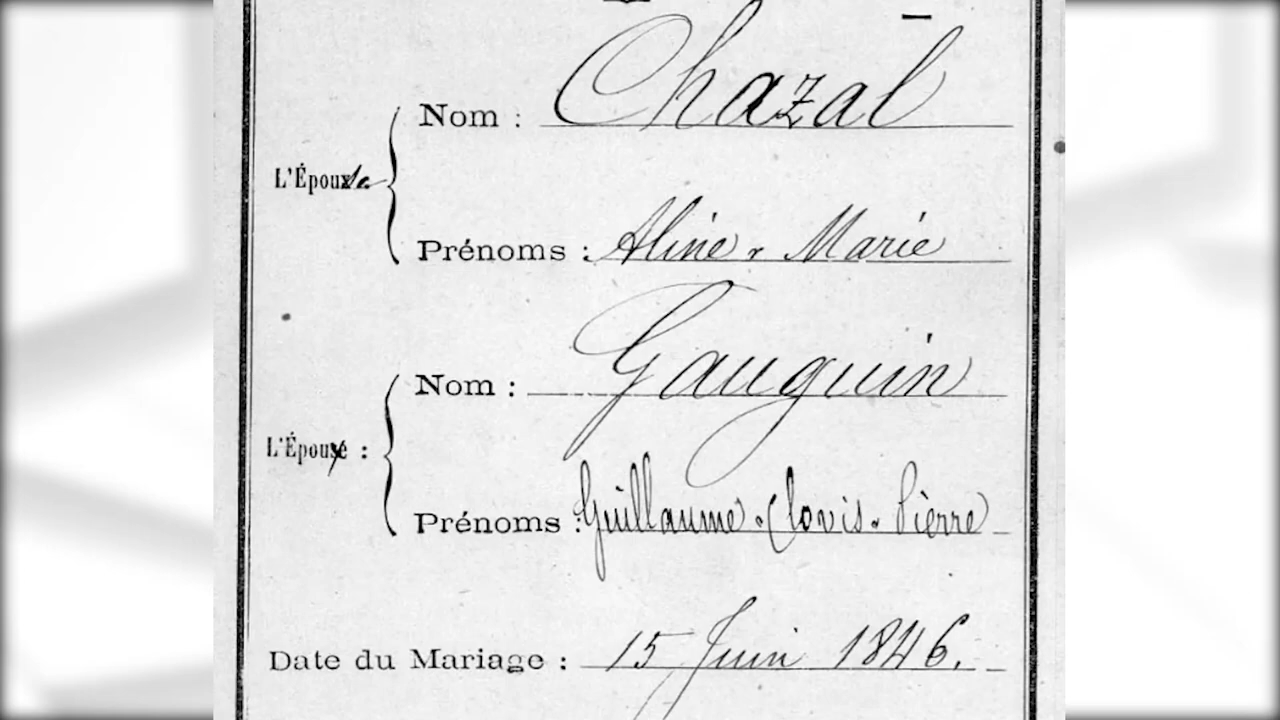 Nom : Chazal
L'Épouse
Prénoms : Aline, Marie
Nom : Gauguin
L'Époux :
Prénoms : Guillaume. Clovis. Pierre
Date du Mariage : 15 Juin 1846.